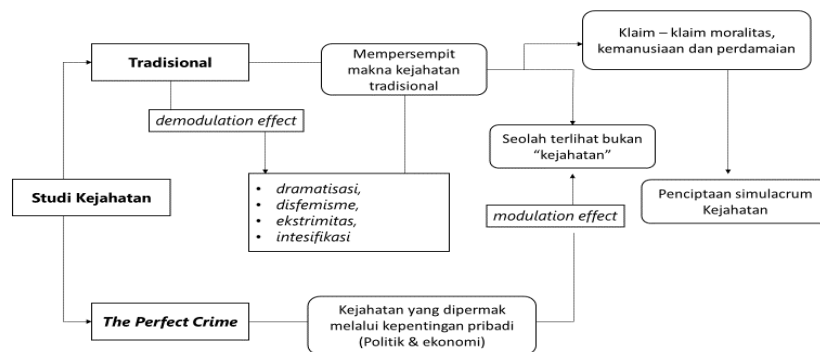 Tradisional
Mempersempit
makna kejahatan
tradisional
Klaim – klaim moralitas,
kemanusiaan dan perdamaian
demodulation effect
Seolah terlihat bukan
“kejahatan”
Studi Kejahatan
• dramatisasi,
• disfemisme,
• ekstrimitas,
• intesifikasi
modulation effect
Penciptaan simulacrum
Kejahatan
The Perfect Crime
Kejahatan yang dipermak
melalui kepentingan pribadi
(Politik & ekonomi)